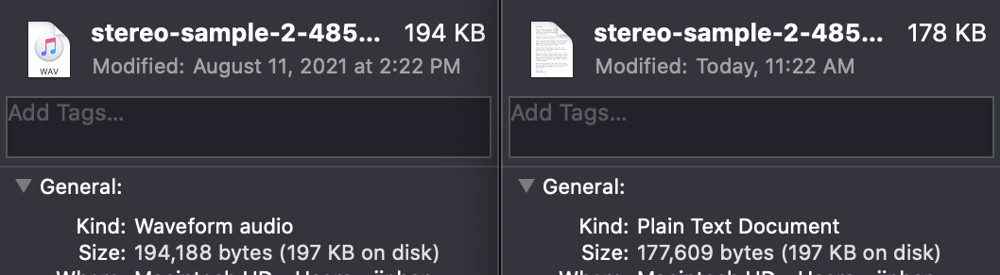 stereo-sample-2-485... 194 KB
Modified: August 11, 2021 at 2:22 PM
WAV
Add Tags...
General:
Kind: Waveform audio
Size: 194,188 bytes (197 KB on disk)
stereo-sample-2-485... 178 KB
Modified: Today, 11:22 AM
Add Tags...
General:
Kind: Plain Text Document
Size: 177,609 bytes (197 KB on disk)